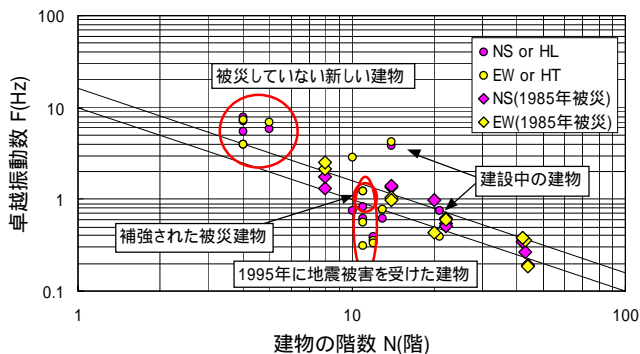 100
10
1
0.1
卓越振動数 F(Hz)
被災していない新しい建物
NS or HL
EW or HT
NS(1985年被災)
EW(1985年被災)
建設中の建物
補強された被災建物
1995年に地震被害を受けた建物
1
10
100
建物の階数 N(階)